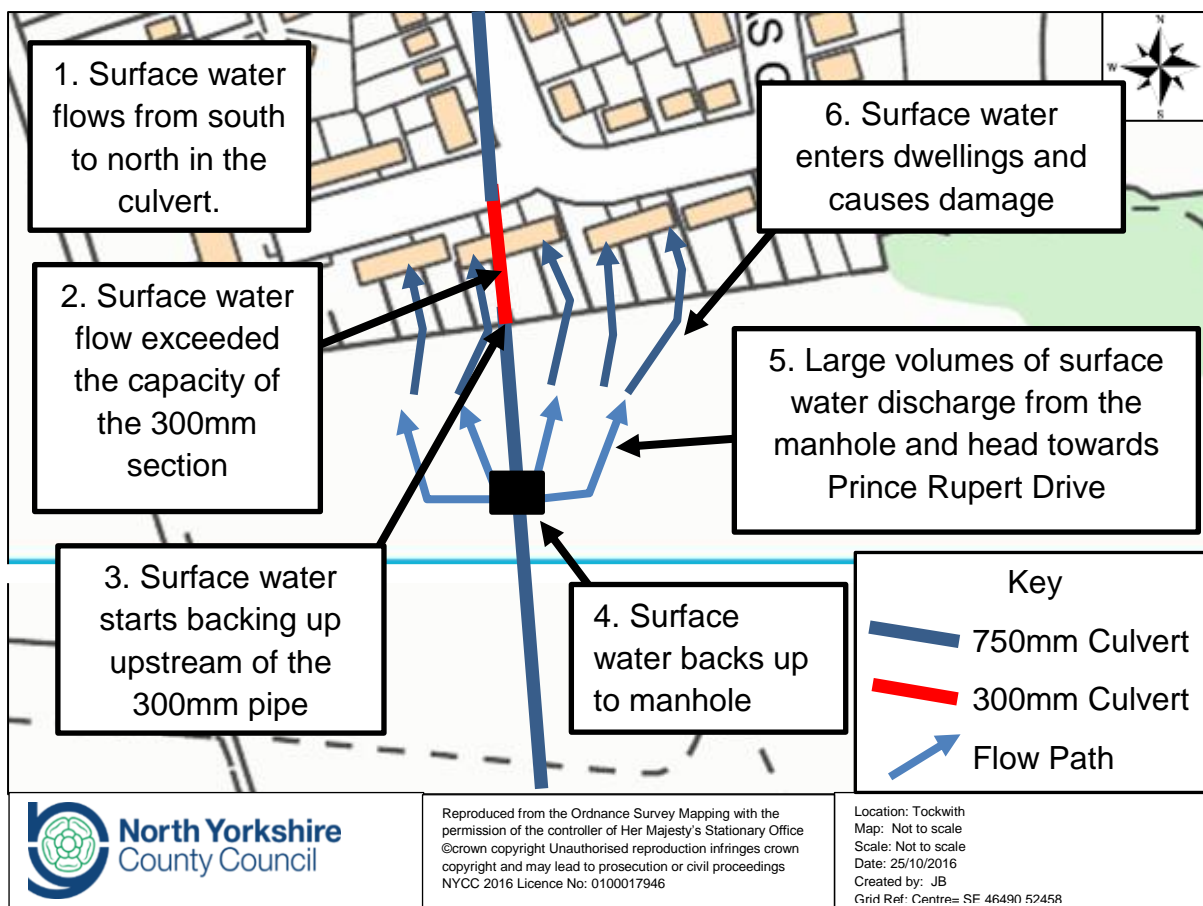 1. Surface water
flows from south
to north in the
culvert.
2. Surface water
flow exceeded
the capacity of
the 300mm
section
3. Surface water
starts backing up
upstream of the
300mm pipe
4. Surface
water backs up
to manhole
5. Large volumes of surface
water discharge from the
manhole and head towards
Prince Rupert Drive
6. Surface water
enters dwellings and
causes damage
N
W
E
S
Key
750mm Culvert
300mm Culvert
Flow Path
North Yorkshire
County Council
Reproduced from the Ordnance Survey Mapping with the
permission of the controller of Her Majesty's Stationary Office
©crown copyright Unauthorised reproduction infringes crown
copyright and may lead to prosecution or civil proceedings
NYCC 2016 Licence No: 0100017946
Location: Tockwith
Map: Not to scale
Scale: Not to scale
Date: 25/10/2016
Created by: JB
Grid Ref: Centre= SE 46490 52458